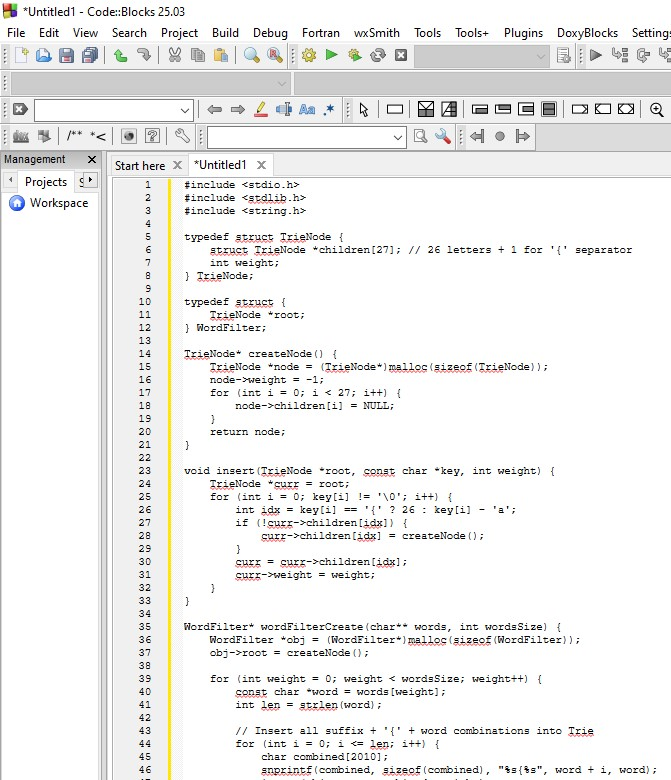 *Untitled1 - Code::Blocks 25.03
File Edit View Search Project Build Debug Fortran wxSmith Tools Tools+ Plugins DoxyBlocks Settings
Aa .*
/** *<
Management X
Projects
Workspace
Start here X *Untitled1 X
1 #include <stdio.h>
2 #include <stdlib.h>
3 #include <string.h>
4
5 typedef struct TrieNode {
6     struct TrieNode *children[27]; // 26 letters + 1 for '{' separator
7     int weight;
8 } TrieNode;
9
10 typedef struct {
11     TrieNode *root;
12 } WordFilter;
13
14 TrieNode* createNode() {
15     TrieNode *node = (TrieNode*)malloc(sizeof(TrieNode));
16     node->weight = -1;
17     for (int i = 0; i < 27; i++) {
18         node->children[i] = NULL;
19     }
20     return node;
21 }
22
23 void insert(TrieNode *root, const char *key, int weight) {
24     TrieNode *curr = root;
25     for (int i = 0; key[i] != '\0'; i++) {
26         int idx = key[i] == '{' ? 26 : key[i] - 'a';
27         if (!curr->children[idx]) {
28             curr->children[idx] = createNode();
29         }
30         curr = curr->children[idx];
31         curr->weight = weight;
32     }
33 }
34
35 WordFilter* wordFilterCreate(char** words, int wordsSize) {
36     WordFilter *obj = (WordFilter*)malloc(sizeof(WordFilter));
37     obj->root = createNode();
38
39     for (int weight = 0; weight < wordsSize; weight++) {
40         const char *word = words[weight];
41         int len = strlen(word);
42
43         // Insert all suffix + '{' + word combinations into Trie
44         for (int i = 0; i <= len; i++) {
45             char combined[2010];
46             snprintf(combined, sizeof(combined), "%s{%s", word + i, word);